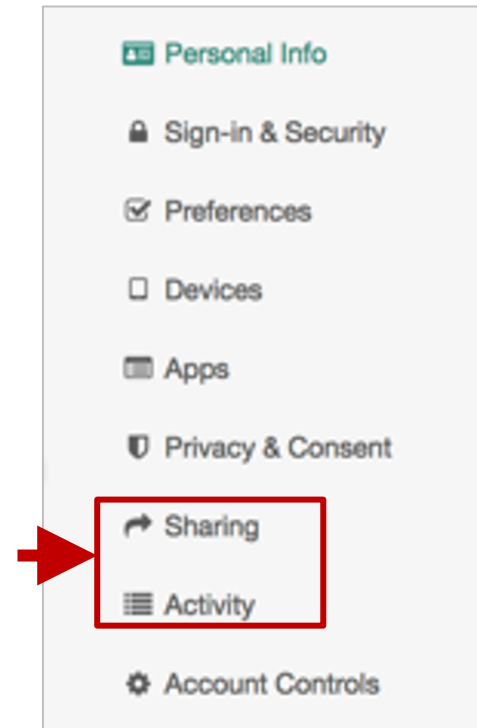 Personal Info
Sign-in & Security
Preferences
Devices
Apps
Privacy & Consent
Sharing
Activity
Account Controls